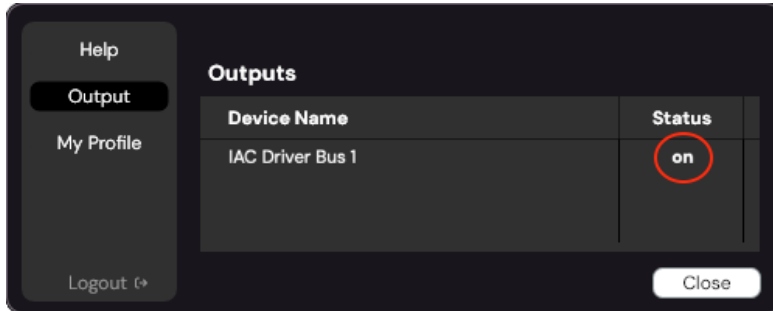 Help
Output
My Profile
Logout
Outputs
Device Name Status
IAC Driver Bus 1 on
Close